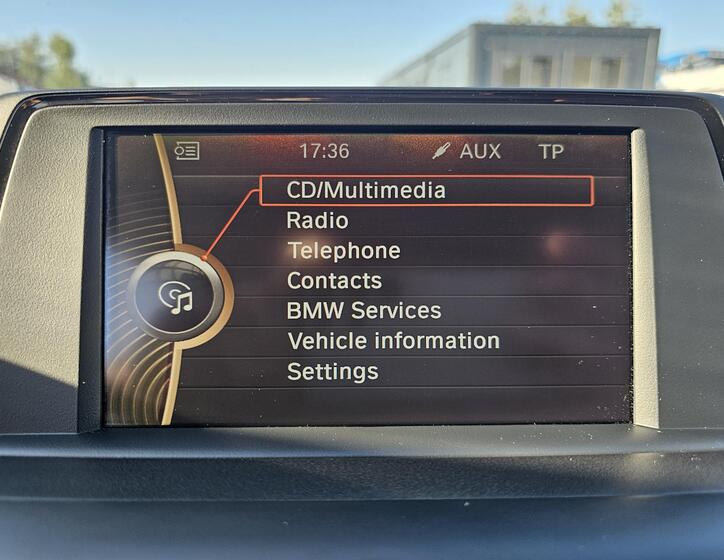 17:36 AUX TP
CD/Multimedia
Radio
Telephone
Contacts
BMW Services
Vehicle information
Settings